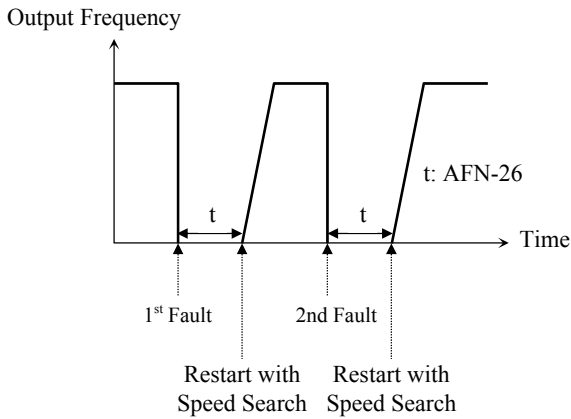 Output Frequency
t
t
t: AFN-26
Time
1st Fault
2nd Fault
Restart with
Speed Search
Restart with
Speed Search